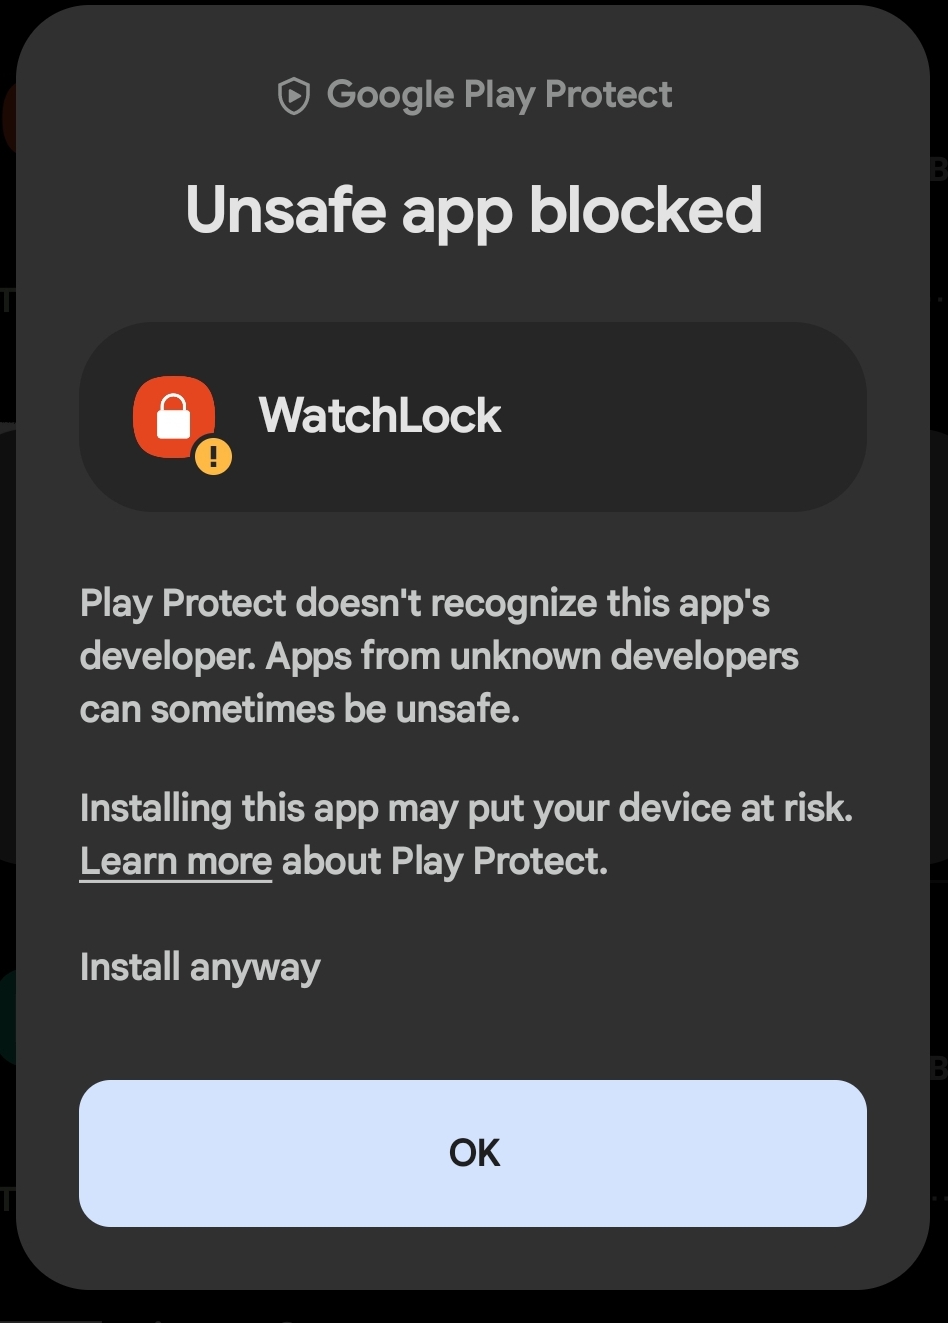 Google Play Protect
Unsafe app blocked
WatchLock
Play Protect doesn't recognize this app's
developer. Apps from unknown developers
can sometimes be unsafe.
Installing this app may put your device at risk.
Learn more about Play Protect.
Install anyway
OK